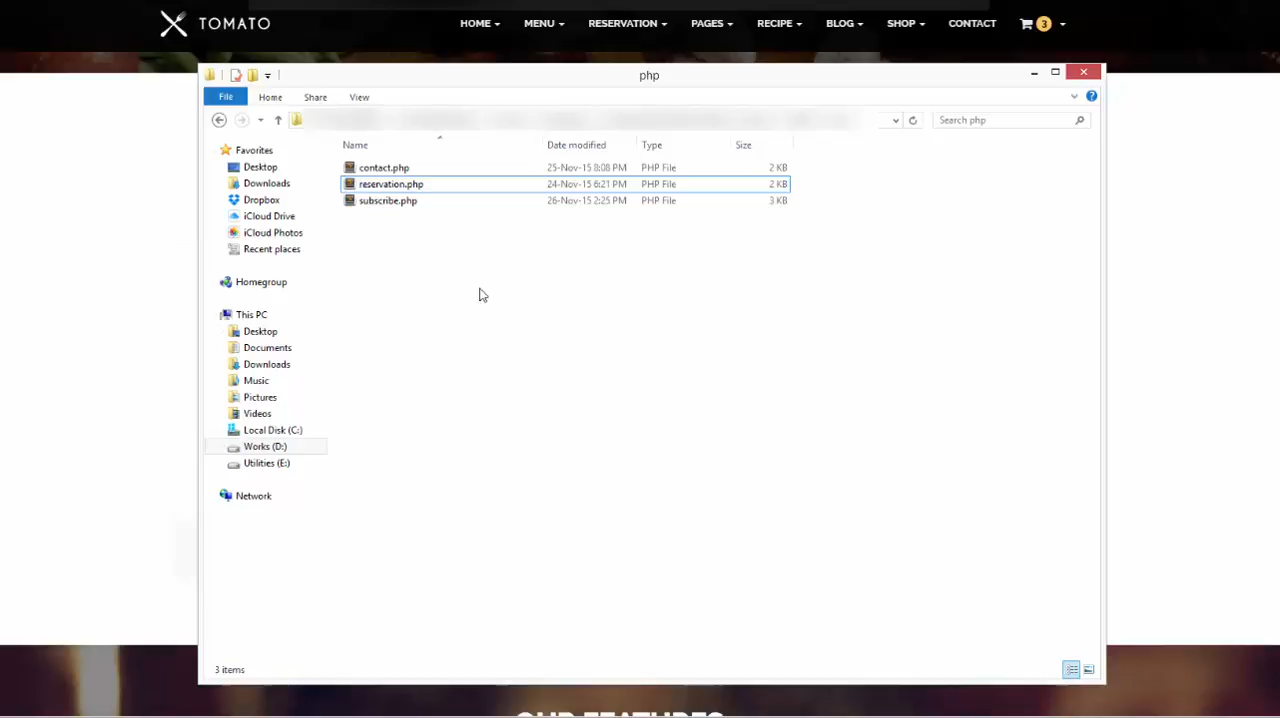 TOMATO HOME MENU RESERVATION PAGES RECIPE BLOG SHOP CONTACT 3
php
File Home Share View
Search php
Name Date modified Type Size
Favorites
Desktop
Downloads
Dropbox
iCloud Drive
iCloud Photos
Recent places
Homegroup
This PC
Desktop
Documents
Downloads
Music
Pictures
Videos
Local Disk (C:)
Works (D:)
Utilities (E:)
Network
contact.php 25-Nov-15 8:08 PM PHP File 2 KB
reservation.php 24-Nov-15 6:21 PM PHP File 2 KB
subscribe.php 26-Nov-15 2:25 PM PHP File 3 KB
3 items
OUR FEATURES